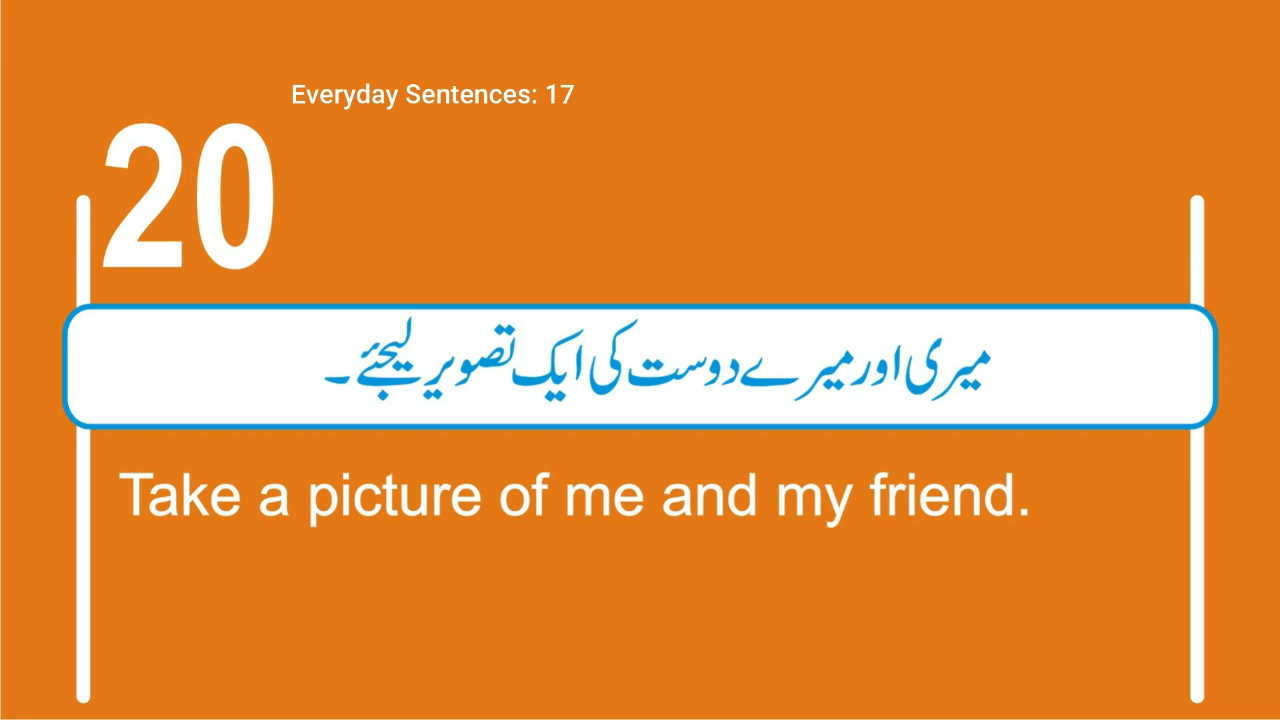 Everyday Sentences: 17
20
میری اور میرے دوست کی ایک تصویر لیجئے۔
Take a picture of me and my friend.